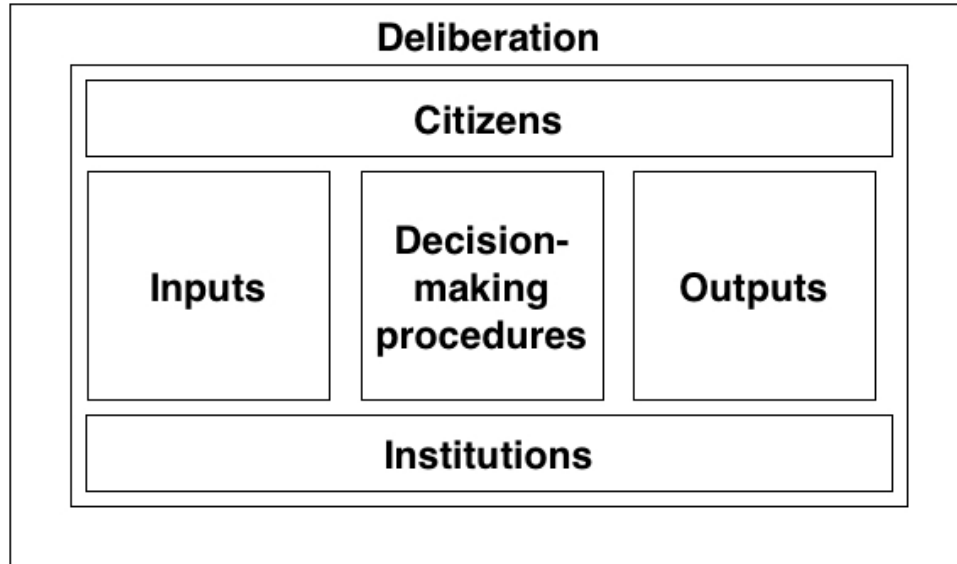 Deliberation
Citizens
Inputs
Decision-
making
procedures
Outputs
Institutions